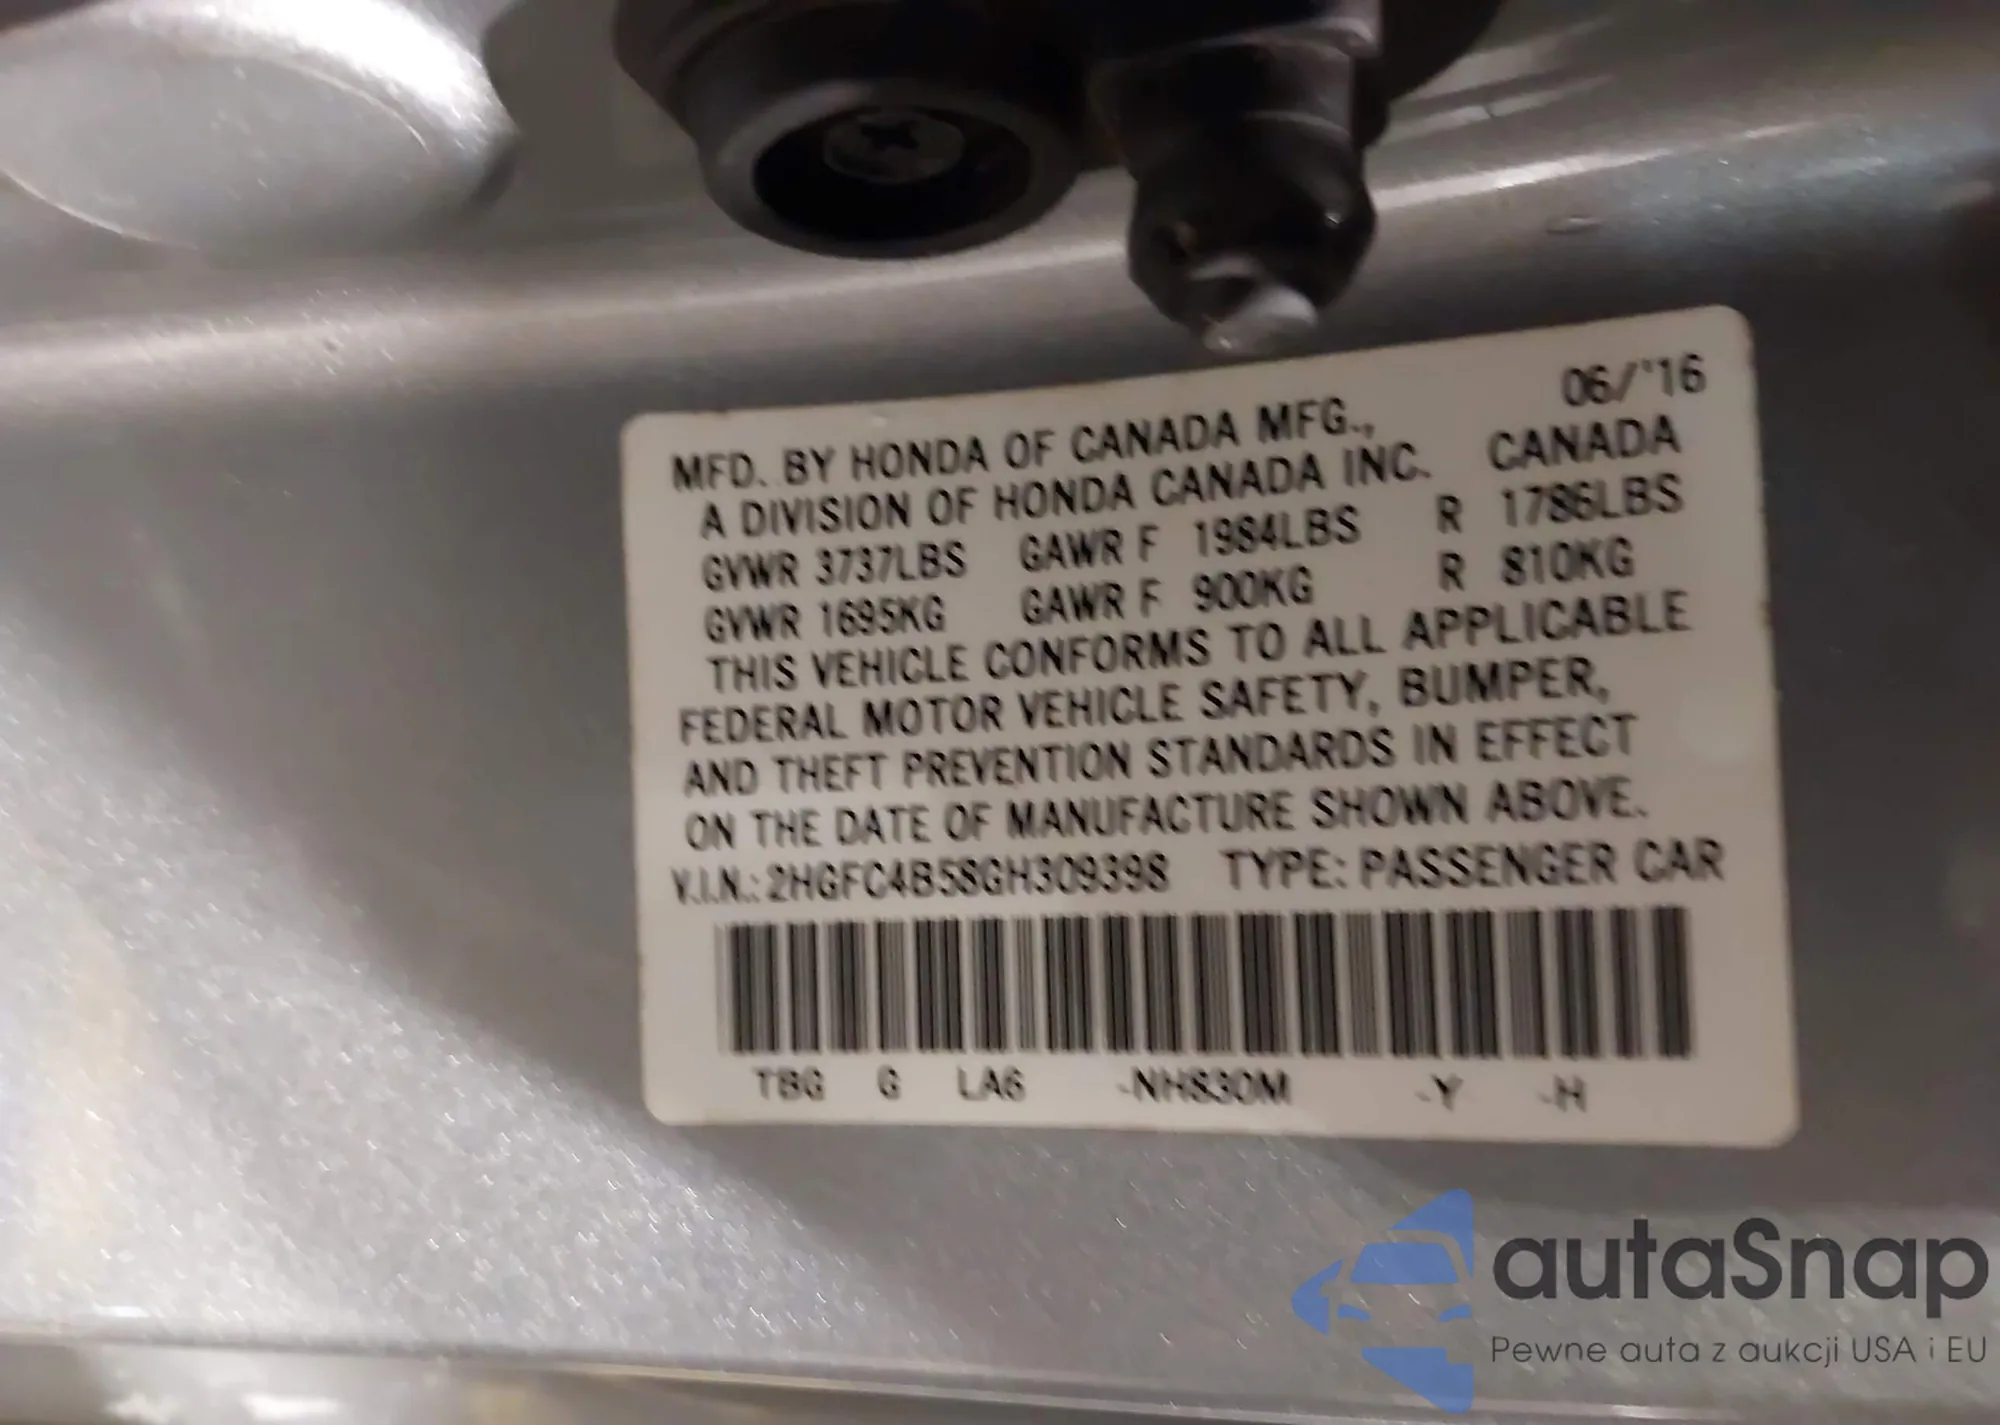 06/'16
MFD. BY HONDA OF CANADA MFG.,
A DIVISION OF HONDA CANADA INC. CANADA
GVWR 3737LBS GAWR F 1984LBS R 1786LBS
GVWR 1695KG GAWR F 900KG R 810KG
THIS VEHICLE CONFORMS TO ALL APPLICABLE
FEDERAL MOTOR VEHICLE SAFETY, BUMPER,
AND THEFT PREVENTION STANDARDS IN EFFECT
ON THE DATE OF MANUFACTURE SHOWN ABOVE.
V.I.N.: 2HGFC4B58GH309398 TYPE: PASSENGER CAR
TBG G LA6 -NH830M -Y -H
autaSnap
Pewne auta z aukcji USA i EU